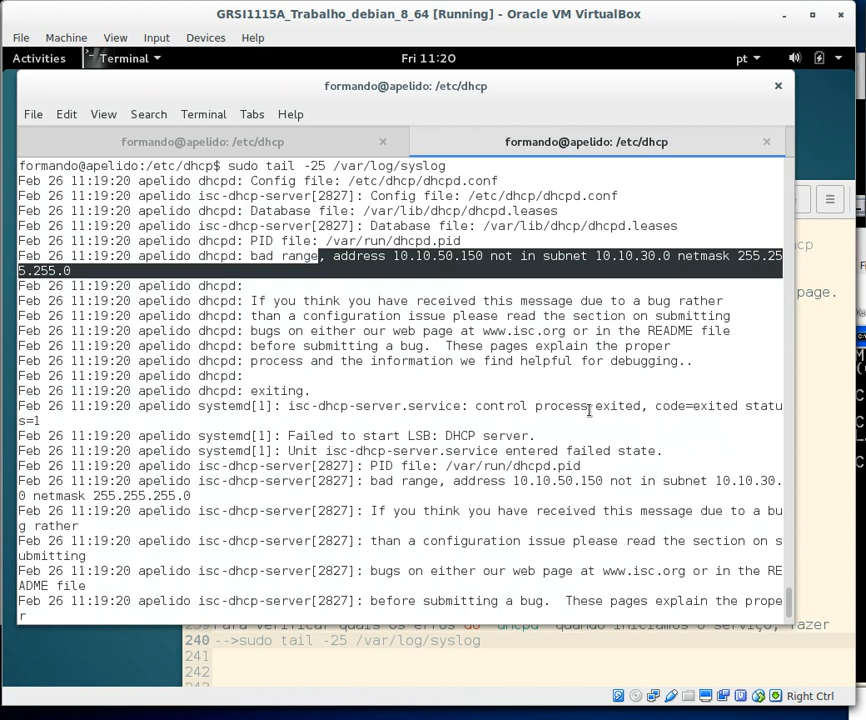 GRSI1115A_Trabalho_debian_8_64 [Running] - Oracle VM VirtualBox
File Machine View Input Devices Help
Activities Terminal Fri 11:20 pt
formando@apelido: /etc/dhcp
File Edit View Search Terminal Tabs Help
formando@apelido: /etc/dhcp formando@apelido: /etc/dhcp
formando@apelido:/etc/dhcp$ sudo tail -25 /var/log/syslog
Feb 26 11:19:20 apelido dhcpd: Config file: /etc/dhcp/dhcpd.conf
Feb 26 11:19:20 apelido isc-dhcp-server[2827]: Config file: /etc/dhcp/dhcpd.conf
Feb 26 11:19:20 apelido dhcpd: Database file: /var/lib/dhcp/dhcpd.leases
Feb 26 11:19:20 apelido isc-dhcp-server[2827]: Database file: /var/lib/dhcp/dhcpd.leases
Feb 26 11:19:20 apelido dhcpd: PID file: /var/run/dhcpd.pid
Feb 26 11:19:20 apelido dhcpd: bad range, address 10.10.50.150 not in subnet 10.10.30.0 netmask 255.25
5.255.0
Feb 26 11:19:20 apelido dhcpd:
Feb 26 11:19:20 apelido dhcpd: If you think you have received this message due to a bug rather
Feb 26 11:19:20 apelido dhcpd: than a configuration issue please read the section on submitting
Feb 26 11:19:20 apelido dhcpd: bugs on either our web page at www.isc.org or in the README file
Feb 26 11:19:20 apelido dhcpd: before submitting a bug.  These pages explain the proper
Feb 26 11:19:20 apelido dhcpd: process and the information we find helpful for debugging..
Feb 26 11:19:20 apelido dhcpd:
Feb 26 11:19:20 apelido dhcpd: exiting.
Feb 26 11:19:20 apelido systemd[1]: isc-dhcp-server.service: control process exited, code=exited statu
s=1
Feb 26 11:19:20 apelido systemd[1]: Failed to start LSB: DHCP server.
Feb 26 11:19:20 apelido systemd[1]: Unit isc-dhcp-server.service entered failed state.
Feb 26 11:19:20 apelido isc-dhcp-server[2827]: PID file: /var/run/dhcpd.pid
Feb 26 11:19:20 apelido isc-dhcp-server[2827]: bad range, address 10.10.50.150 not in subnet 10.10.30.
0 netmask 255.255.255.0
Feb 26 11:19:20 apelido isc-dhcp-server[2827]: If you think you have received this message due to a bu
g rather
Feb 26 11:19:20 apelido isc-dhcp-server[2827]: than a configuration issue please read the section on s
ubmitting
Feb 26 11:19:20 apelido isc-dhcp-server[2827]: bugs on either our web page at www.isc.org or in the RE
ADME file
Feb 26 11:19:20 apelido isc-dhcp-server[2827]: before submitting a bug.  These pages explain the prope
r
hcp
page.
Para verificar quais os erros do "dhcpd" quando iniciamos o serviço, fazer
240 -->sudo tail -25 /var/log/syslog
241
242
Right Ctrl